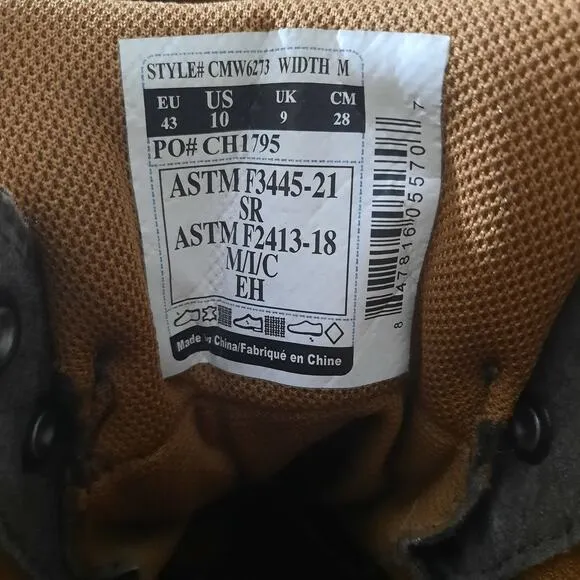 STYLE# CMW6273 WIDTH M
EU US UK CM
43 10 9 28
PO# CH1795
ASTM F3445-21
SR
ASTM F2413-18
M/I/C
EH
Made in China/Fabriqué en Chine
8 47816 05570 7